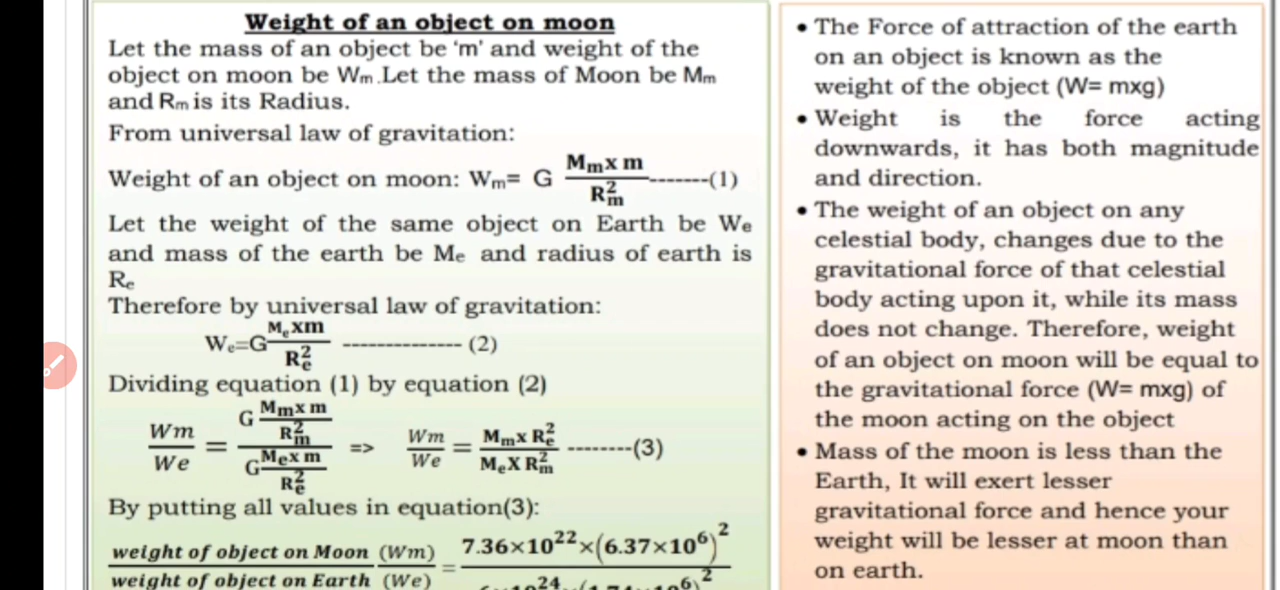 Weight of an object on moon
Let the mass of an object be ‘m’ and weight of the
object on moon be Wm.Let the mass of Moon be Mm
and Rm is its Radius.
From universal law of gravitation:
Weight of an object on moon: Wm= G (Mm x m)/(Rm²) -------(1)
Let the weight of the same object on Earth be We
and mass of the earth be Me and radius of earth is
Re
Therefore by universal law of gravitation:
We=G (Me xm)/(Re²) -------------- (2)
Dividing equation (1) by equation (2)
Wm/We = (G (Mm x m)/(Rm²))/(G (Me x m)/(Re²)) => Wm/We = (Mm x Re²)/(Me X Rm²) --------(3)
By putting all values in equation(3):
weight of object on Moon (Wm)/weight of object on Earth (We) = 7.36×10²²×(6.37×10⁶)²
• The Force of attraction of the earth
on an object is known as the
weight of the object (W= mxg)
• Weight is the force acting
downwards, it has both magnitude
and direction.
• The weight of an object on any
celestial body, changes due to the
gravitational force of that celestial
body acting upon it, while its mass
does not change. Therefore, weight
of an object on moon will be equal to
the gravitational force (W= mxg) of
the moon acting on the object
• Mass of the moon is less than the
Earth, It will exert lesser
gravitational force and hence your
weight will be lesser at moon than
on earth.